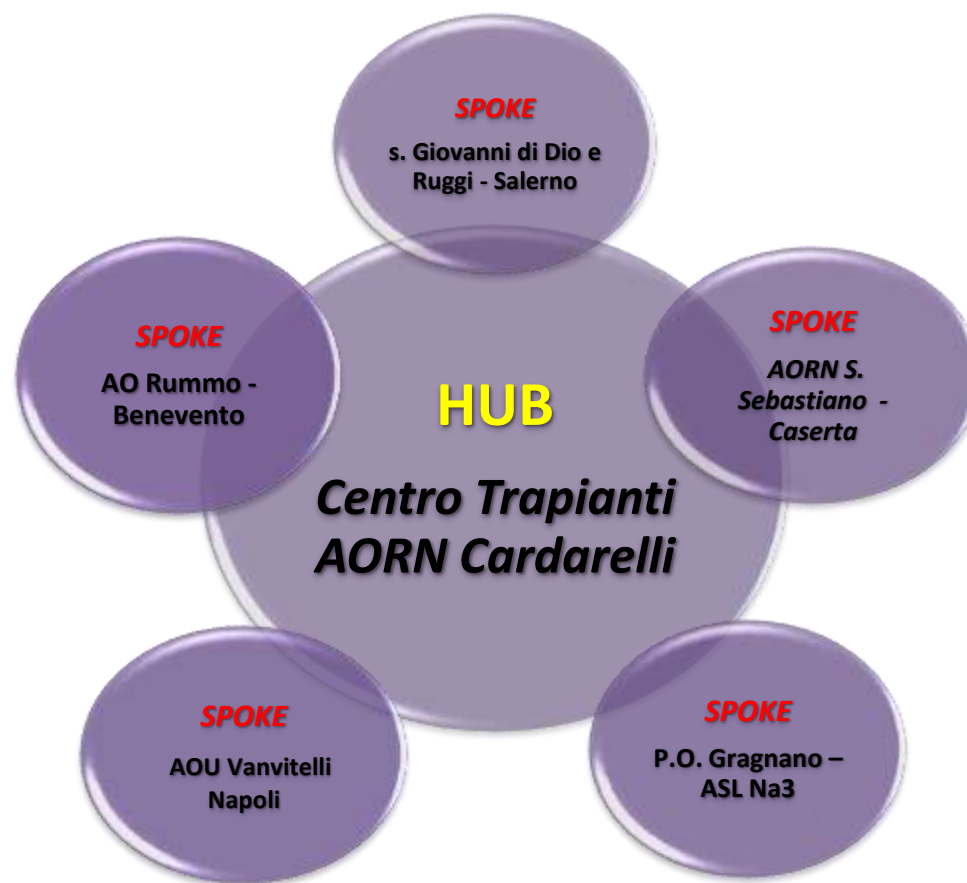 SPOKE
s. Giovanni di Dio e
Ruggi - Salerno
SPOKE
AO Rummo -
Benevento
SPOKE
AORN S.
Sebastiano -
Caserta
HUB
Centro Trapianti
AORN Cardarelli
SPOKE
AOU Vanvitelli
Napoli
SPOKE
P.O. Gragnano –
ASL Na3